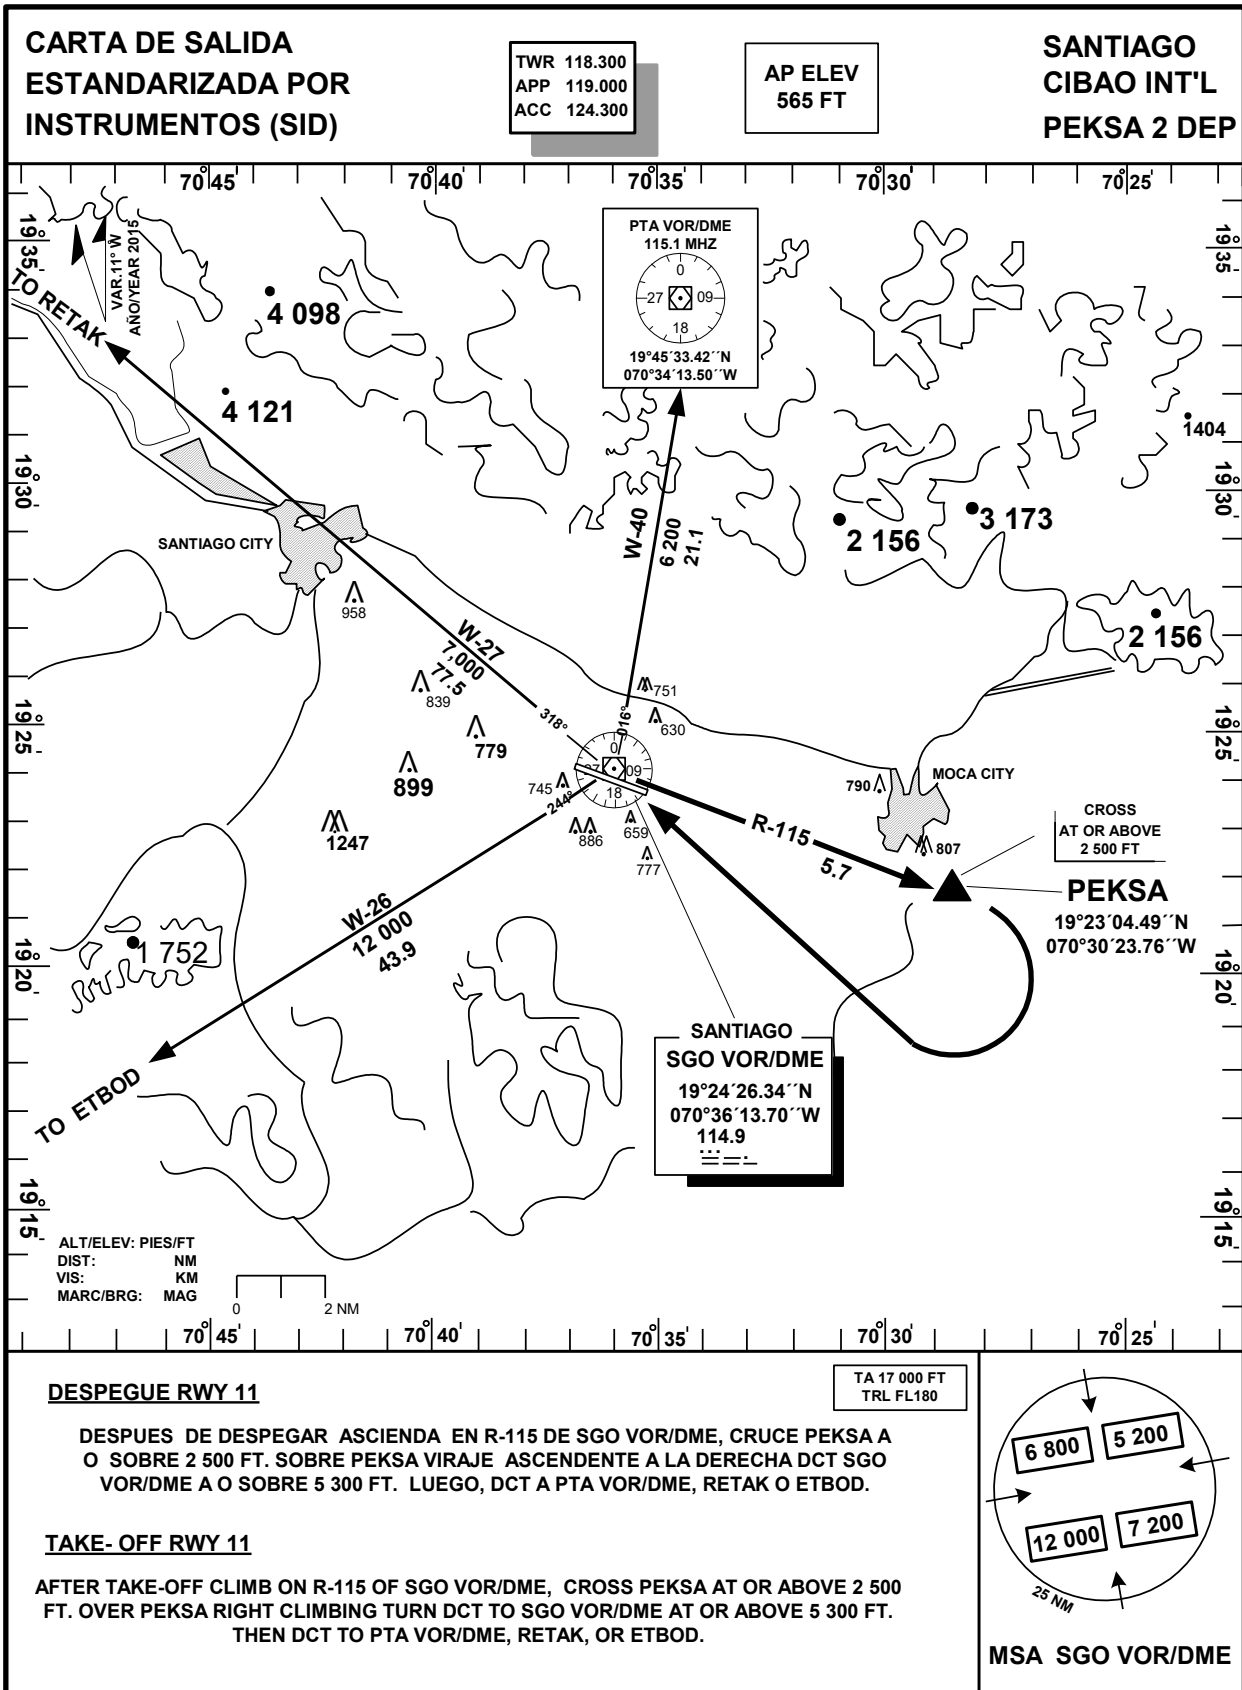 CARTA DE SALIDA
ESTANDARIZADA POR
INSTRUMENTOS (SID)
TWR 118.300
APP 119.000
ACC 124.300
AP ELEV
565 FT
SANTIAGO
CIBAO INT'L
PEKSA 2 DEP
70°45' 70°40' 70°35' 70°30' 70°25'
19°35'
19°30'
19°25'
19°20'
19°15'
19°35'
19°30'
19°25'
19°20'
19°15'
VAR.11° W
AÑO/YEAR 2015
TO RETAK
4 098
4 121
PTA VOR/DME
115.1 MHZ
0
27 09
18
19°45´33.42´´N
070°34´13.50´´W
1404
3 173
2 156
2 156
W-40
6 200
21.1
SANTIAGO CITY
958
W-27
7,000
77.5
839
779
899
1247
318°
016°
751
630
0
27 09
18
745
244°
886
659
777
790
MOCA CITY
807
R-115
5.7
CROSS
AT OR ABOVE
2 500 FT
PEKSA
19°23´04.49´´N
070°30´23.76´´W
W-26
12 000
43.9
1 752
TO ETBOD
SANTIAGO
SGO VOR/DME
19°24´26.34´´N
070°36´13.70´´W
114.9
ALT/ELEV: PIES/FT
DIST: NM
VIS: KM
MARC/BRG: MAG
0 2 NM
70°45' 70°40' 70°35' 70°30' 70°25'
TA 17 000 FT
TRL FL180
DESPEGUE RWY 11
DESPUES DE DESPEGAR ASCIENDA EN R-115 DE SGO VOR/DME, CRUCE PEKSA A
O SOBRE 2 500 FT. SOBRE PEKSA VIRAJE ASCENDENTE A LA DERECHA DCT SGO
VOR/DME A O SOBRE 5 300 FT. LUEGO, DCT A PTA VOR/DME, RETAK O ETBOD.
TAKE- OFF RWY 11
AFTER TAKE-OFF CLIMB ON R-115 OF SGO VOR/DME, CROSS PEKSA AT OR ABOVE 2 500
FT. OVER PEKSA RIGHT CLIMBING TURN DCT TO SGO VOR/DME AT OR ABOVE 5 300 FT.
THEN DCT TO PTA VOR/DME, RETAK, OR ETBOD.
6 800
5 200
12 000
7 200
25 NM
MSA SGO VOR/DME